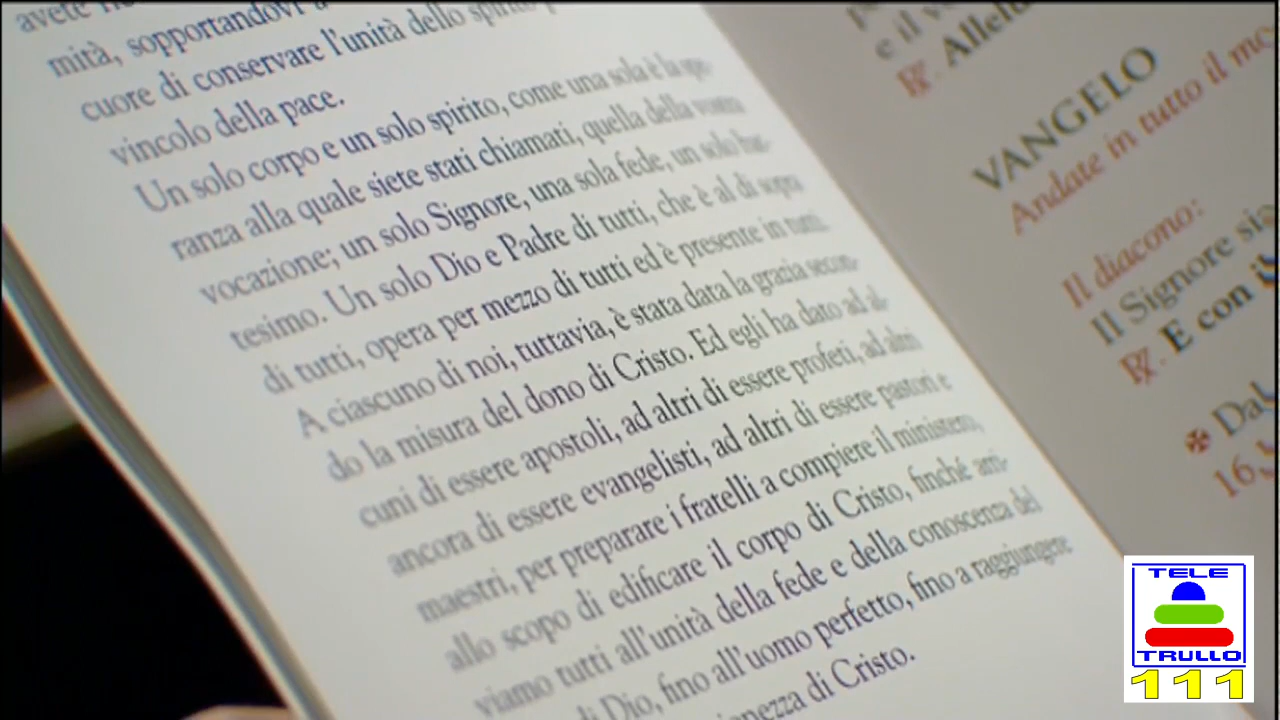 avete
mità, sopportandovi a
cuore di conservare l'unità dello spirito
vincolo della pace.
Un solo corpo e un solo spirito, come una sola è la spe-
ranza alla quale siete stati chiamati, quella della vostra
vocazione; un solo Signore, una sola fede, un solo bat-
tesimo. Un solo Dio e Padre di tutti, che è al di sopra
di tutti, opera per mezzo di tutti ed è presente in tutti.
A ciascuno di noi, tuttavia, è stata data la grazia secon-
do la misura del dono di Cristo. Ed egli ha dato ad al-
cuni di essere apostoli, ad altri di essere profeti, ad altri
ancora di essere evangelisti, ad altri di essere pastori e
maestri, per preparare i fratelli a compiere il ministero,
allo scopo di edificare il corpo di Cristo, finché arri-
viamo tutti all'unità della fede e della conoscenza del
di Dio, fino all'uomo perfetto, fino a raggiungere
di Cristo.
e il
℟. Allelu
VANGELO
Andate in tutto il mo
Il diacono:
Il Signore sia
℟. E con il
✠ Dal
16,
TELE
TRULLO
111